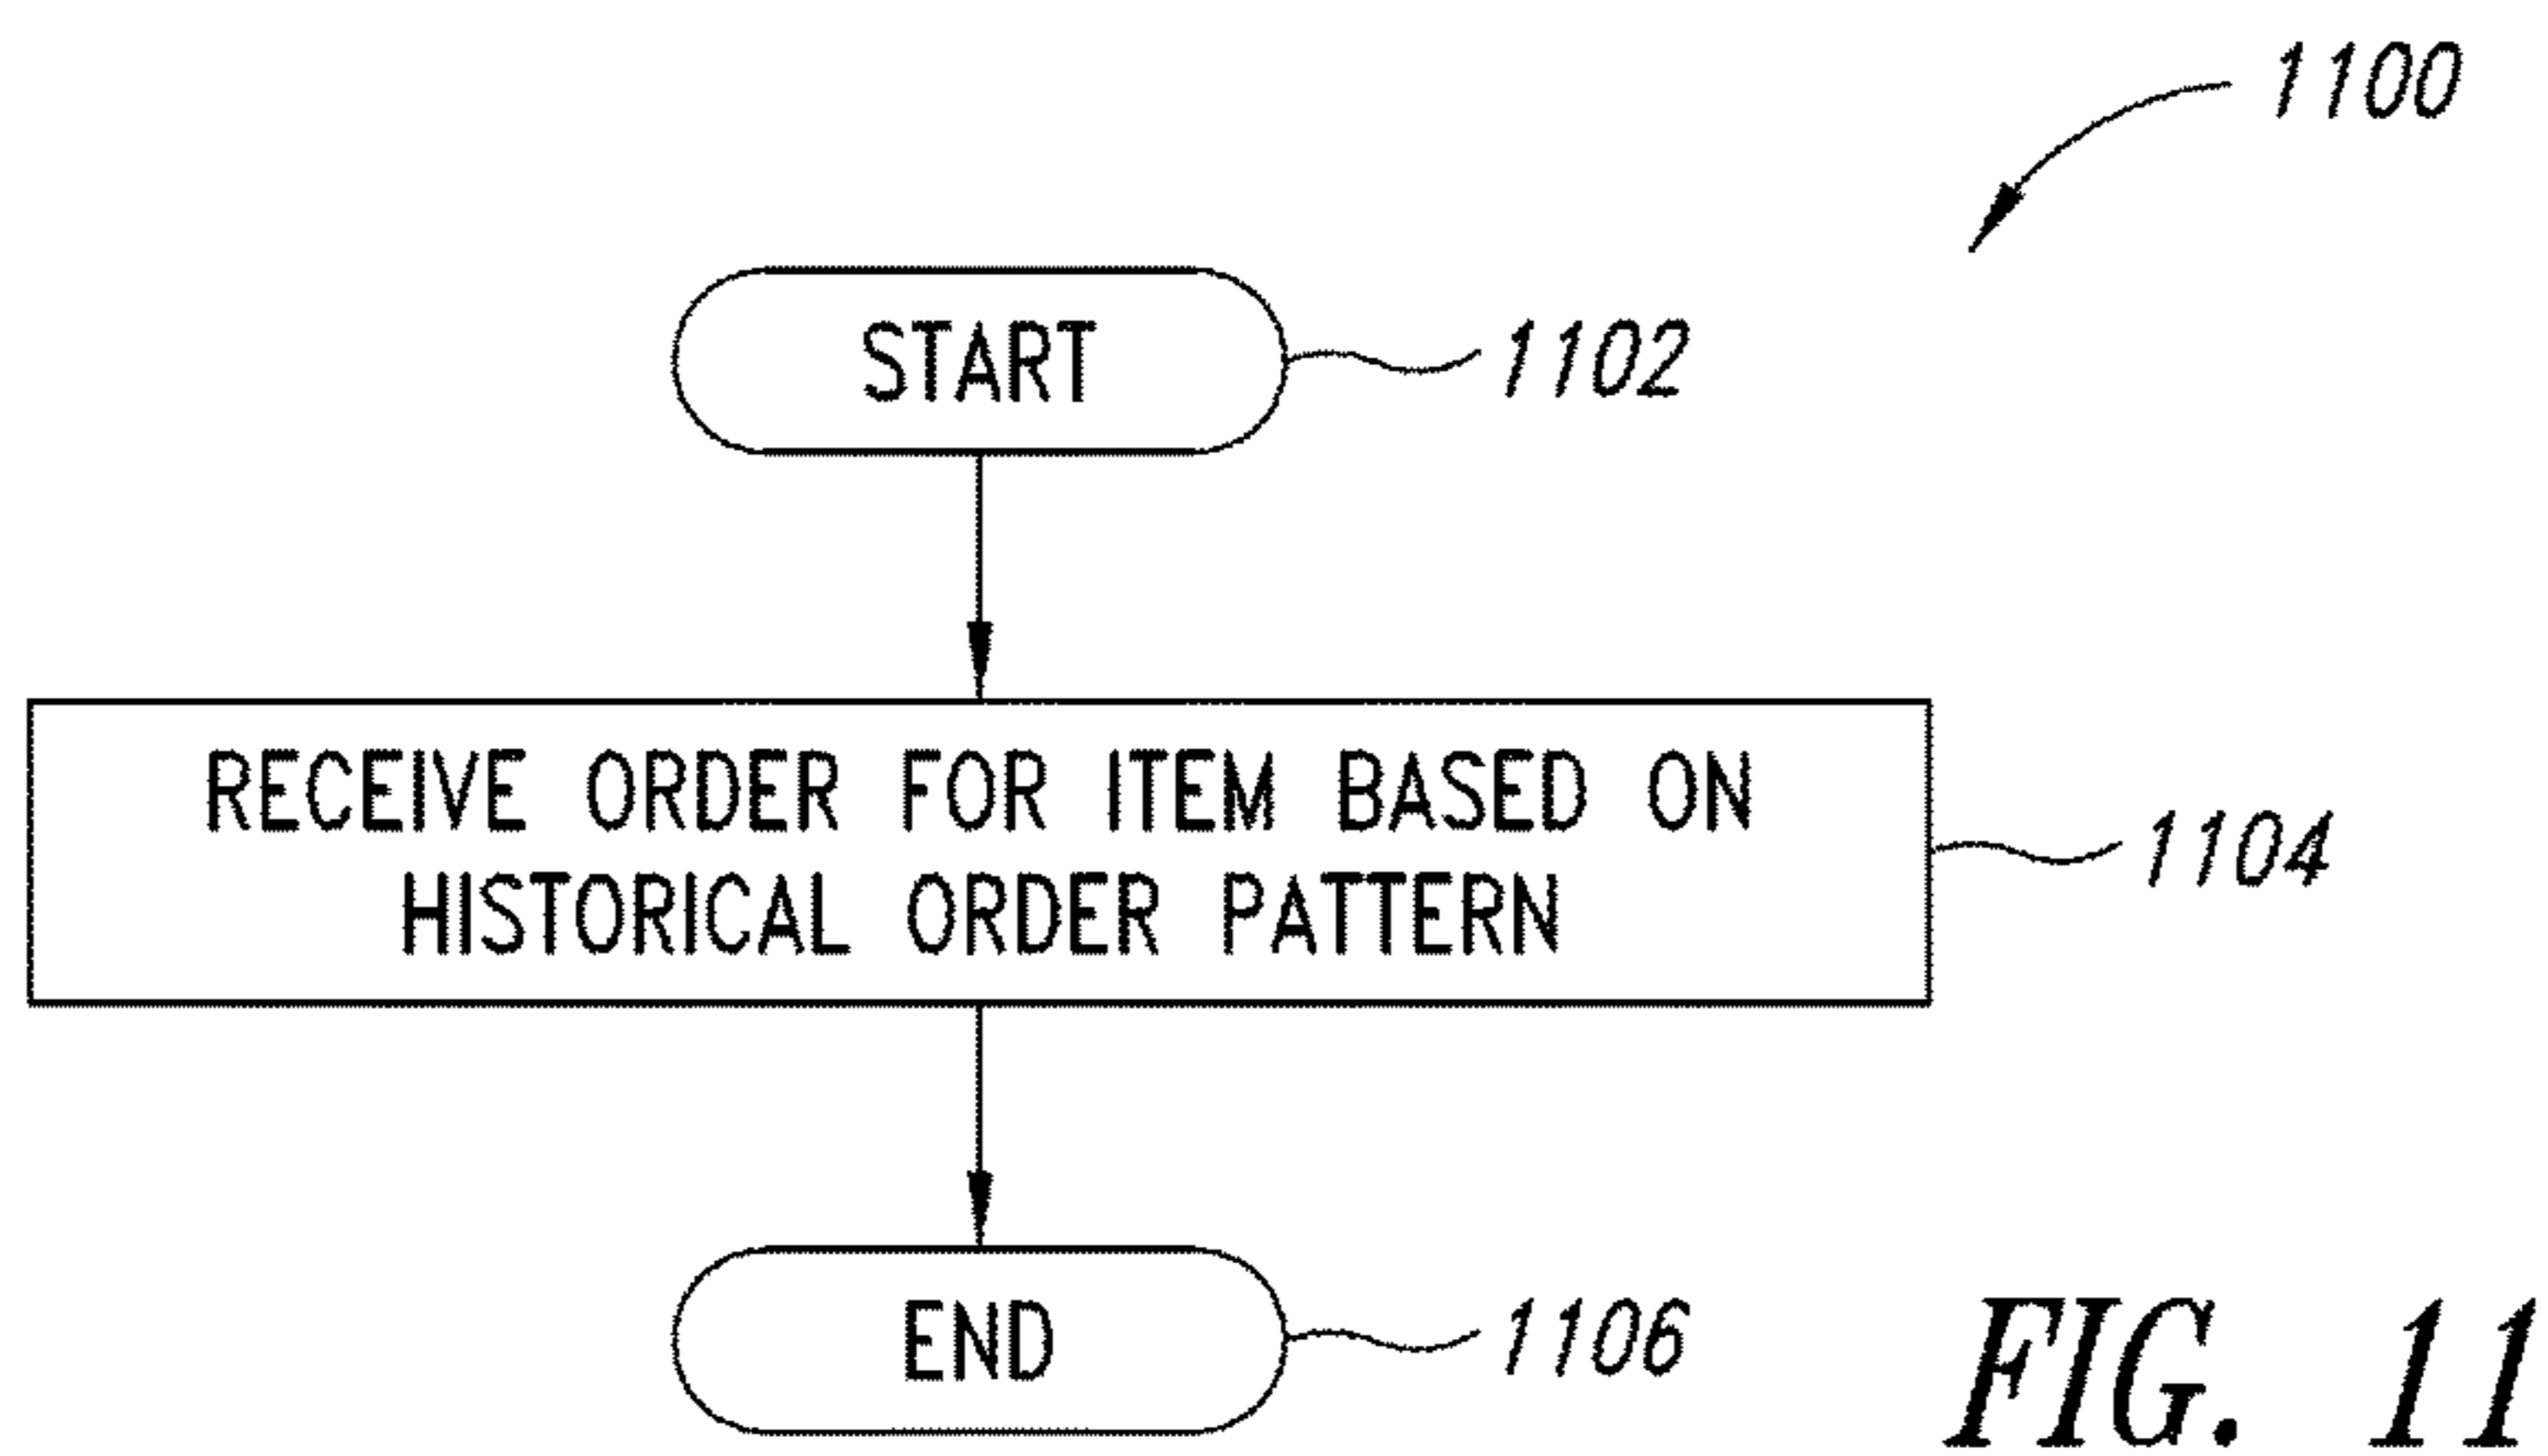 1100
START
1102
RECEIVE ORDER FOR ITEM BASED ON
HISTORICAL ORDER PATTERN
1104
END
1106
FIG. 11